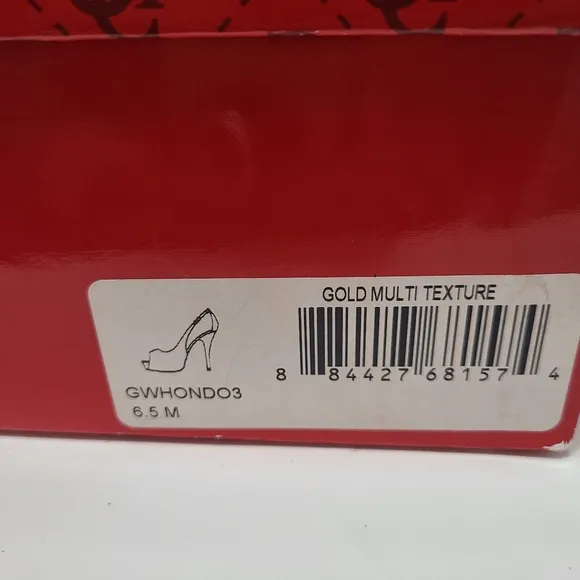 GOLD MULTI TEXTURE
8 84427 68157 4
GWHONDO3
6.5 M